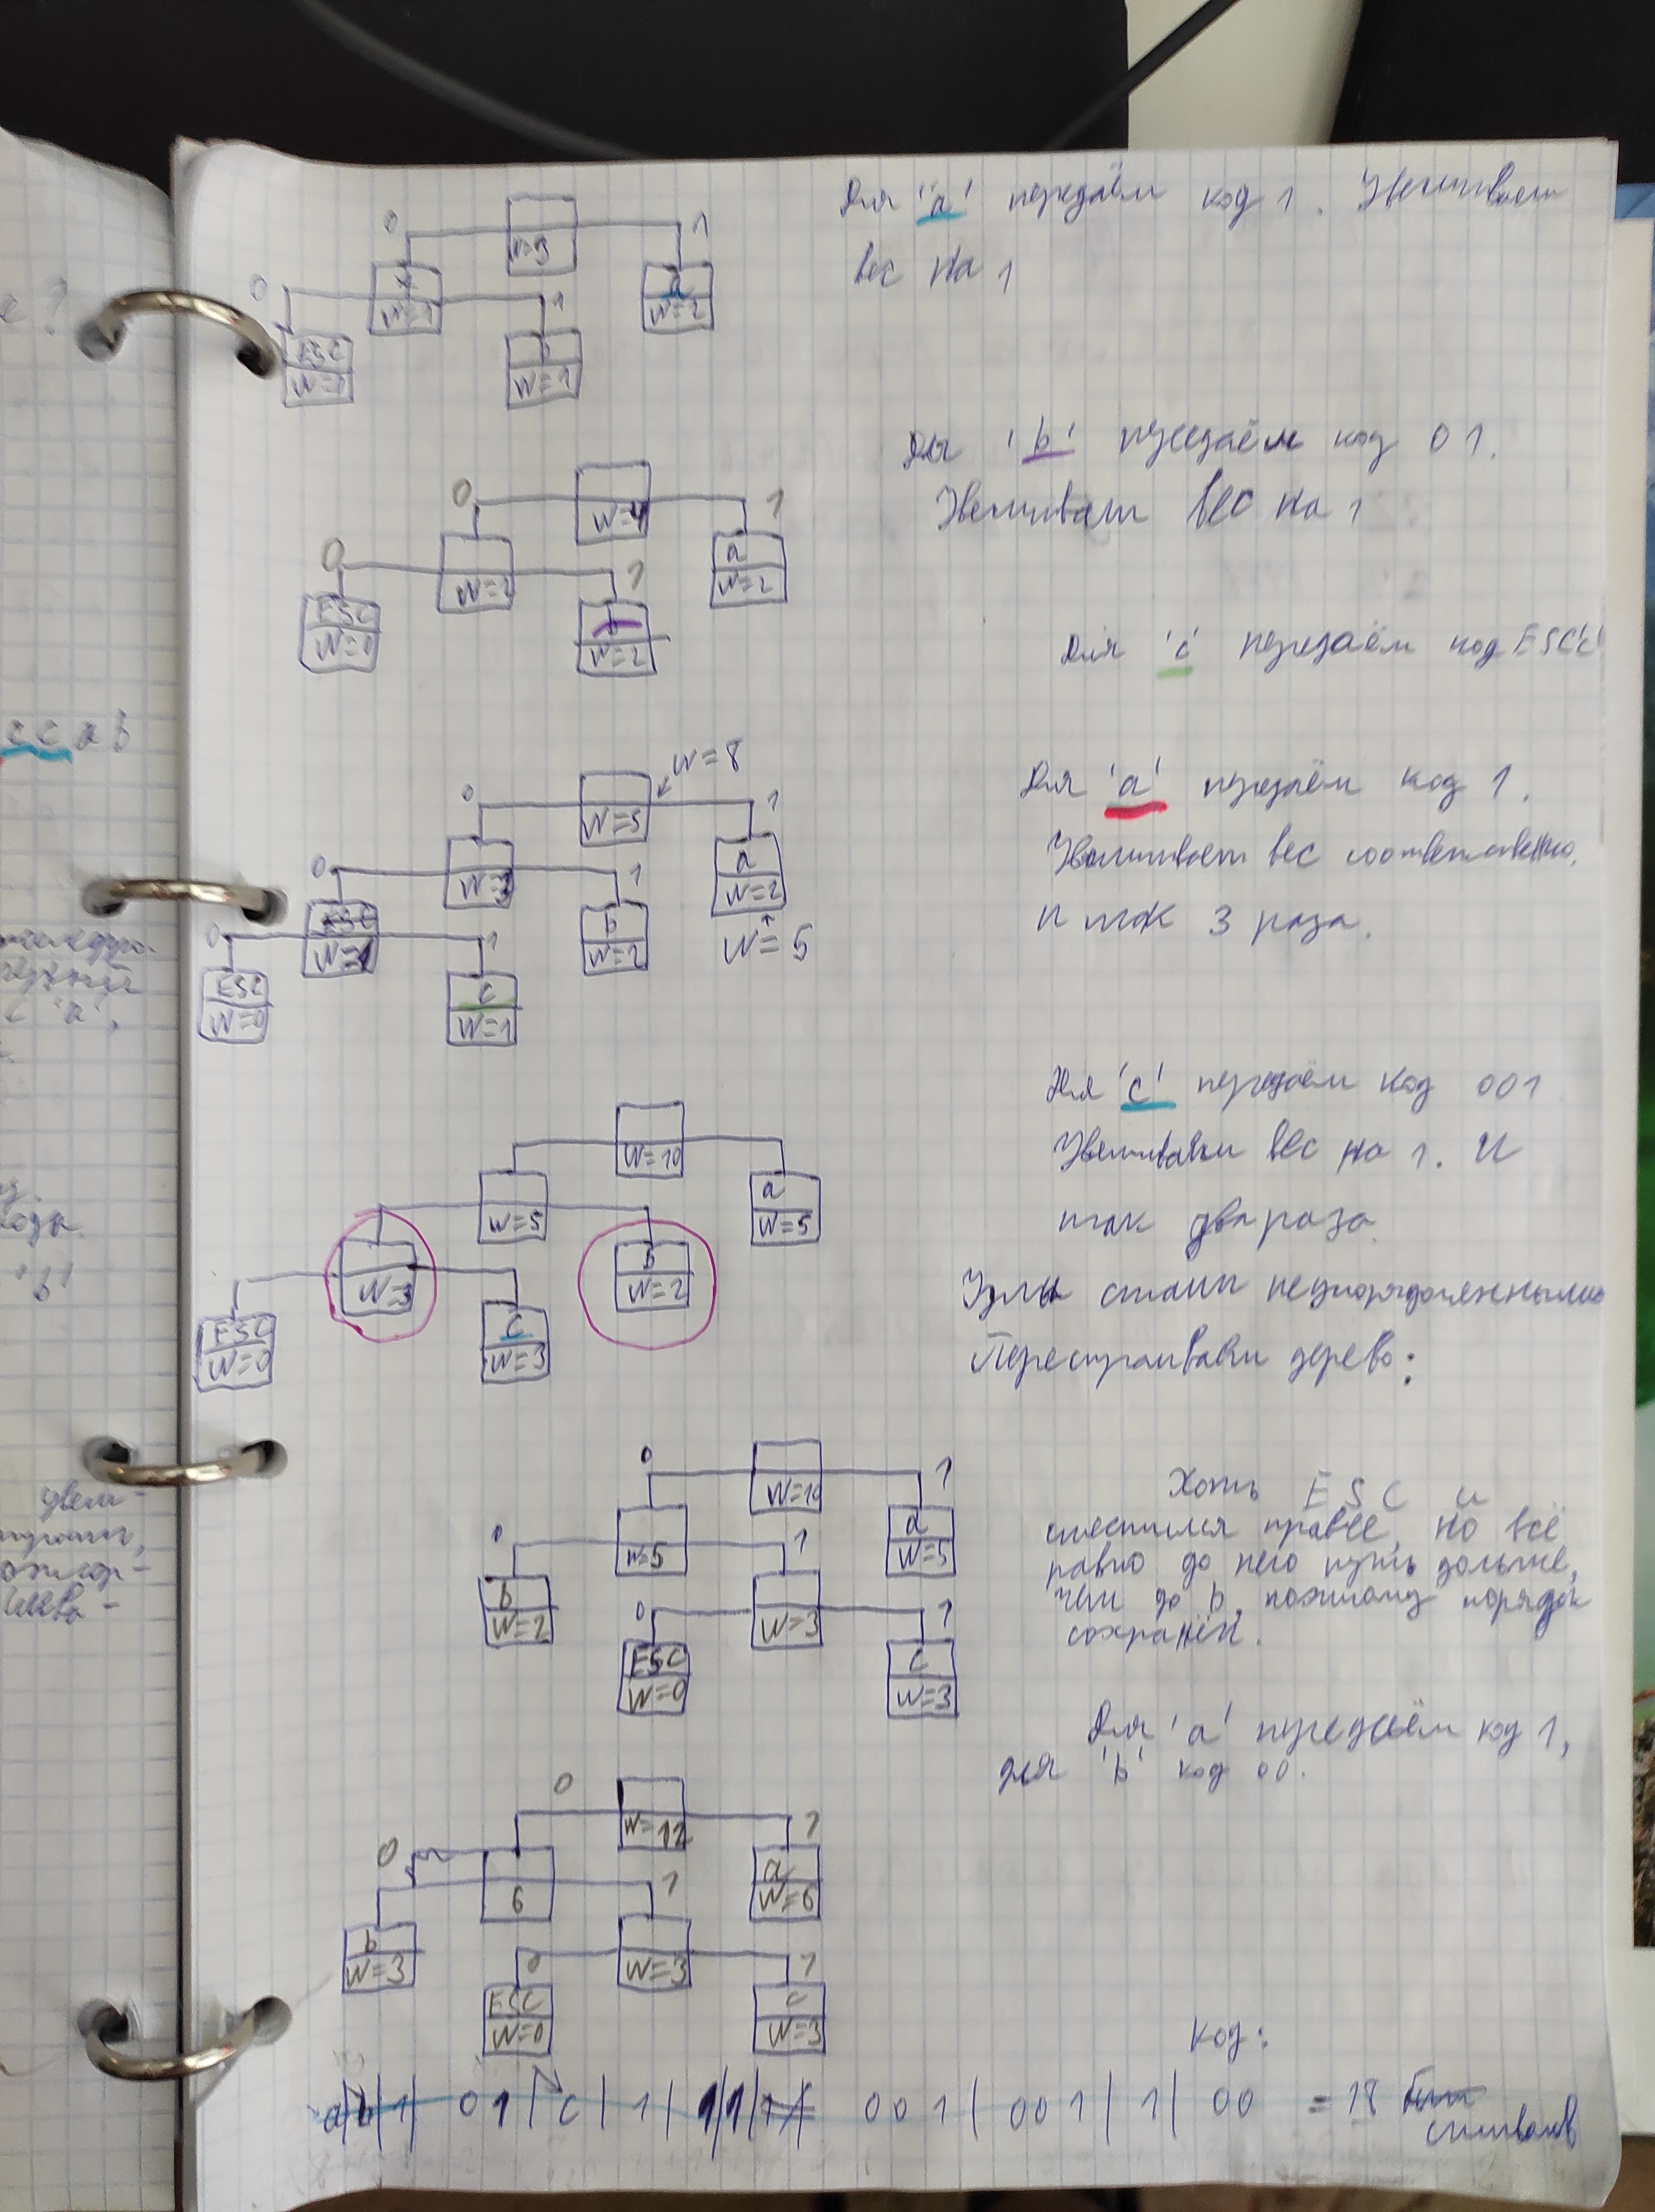 Для 'a' передаём код 1. Увеличиваем
вес на 1
0
1
a
W=2
0
W=1
1
ESC
W=0
b
W=1
Для 'b' передаём код 01.
Увеличиваем вес на 1
0
W=4
1
0
W=2
1
a
W=2
ESC
W=0
W=2
Для 'c' передаём код ESC'c'
ccab
W=8
0
W=5
1
0
W=3
1
a
W=2
W=5
0
ESC
W=1
1
b
W=2
ESC
W=0
c
W=1
Для 'a' передаём код 1.
Увеличиваем вес соответственно,
и так 3 раза.
Для 'c' передаём код 001
Увеличиваем вес на 1. И
так два раза.
Узлы стали неупорядоченными
Перестраиваем дерево:
W=10
W=5
a
W=5
W=3
b
W=2
ESC
W=0
c
W=3
0
W=10
1
0
W=5
1
a
W=5
b
W=2
0
W=3
1
ESC
W=0
c
W=3
Хоть ESC и
сместился правее, но всё
равно до него путь дольше,
чем до b, поэтому порядок
сохранён.
Для 'a' передаём код 1,
для 'b' код 00.
0
W=12
1
0
6
1
a
W=6
b
W=3
0
W=3
1
ESC
W=0
c
W=3
код:
a|b|1| 01| c| 1| 1|1| 001| 001| 1| 00 = 18
символов